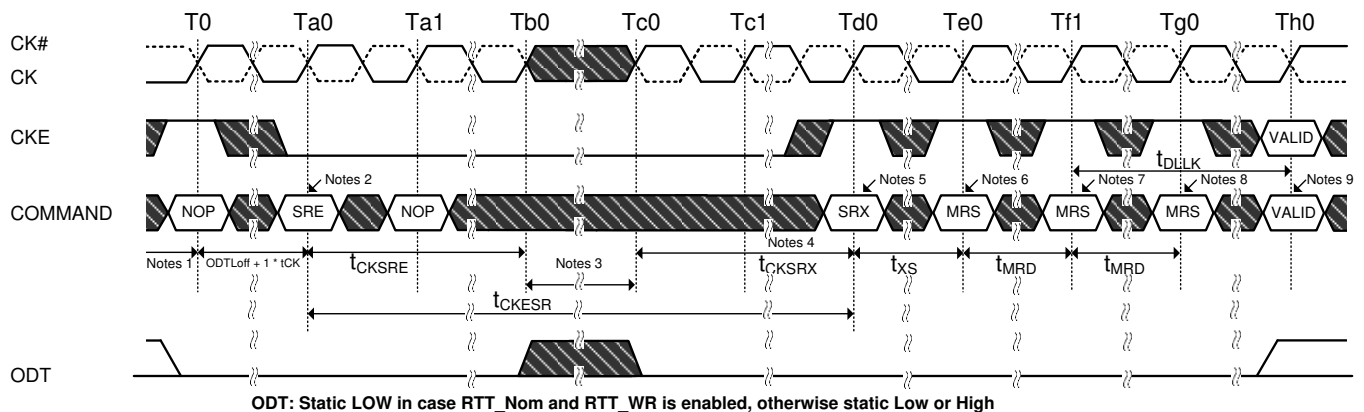 T0 Ta0 Ta1 Tb0 Tc0 Tc1 Td0 Te0 Tf1 Tg0 Th0
CK#
CK
CKE
VALID
tDLLK
Notes 2 Notes 5 Notes 6 Notes 7 Notes 8 Notes 9
COMMAND
NOP SRE NOP SRX MRS MRS MRS VALID
Notes 1 ODTLoff + 1 * tCK tCKSRE Notes 3 Notes 4 tCKSRX tXS tMRD tMRD
tCKESR
ODT
ODT: Static LOW in case RTT_Nom and RTT_WR is enabled, otherwise static Low or High